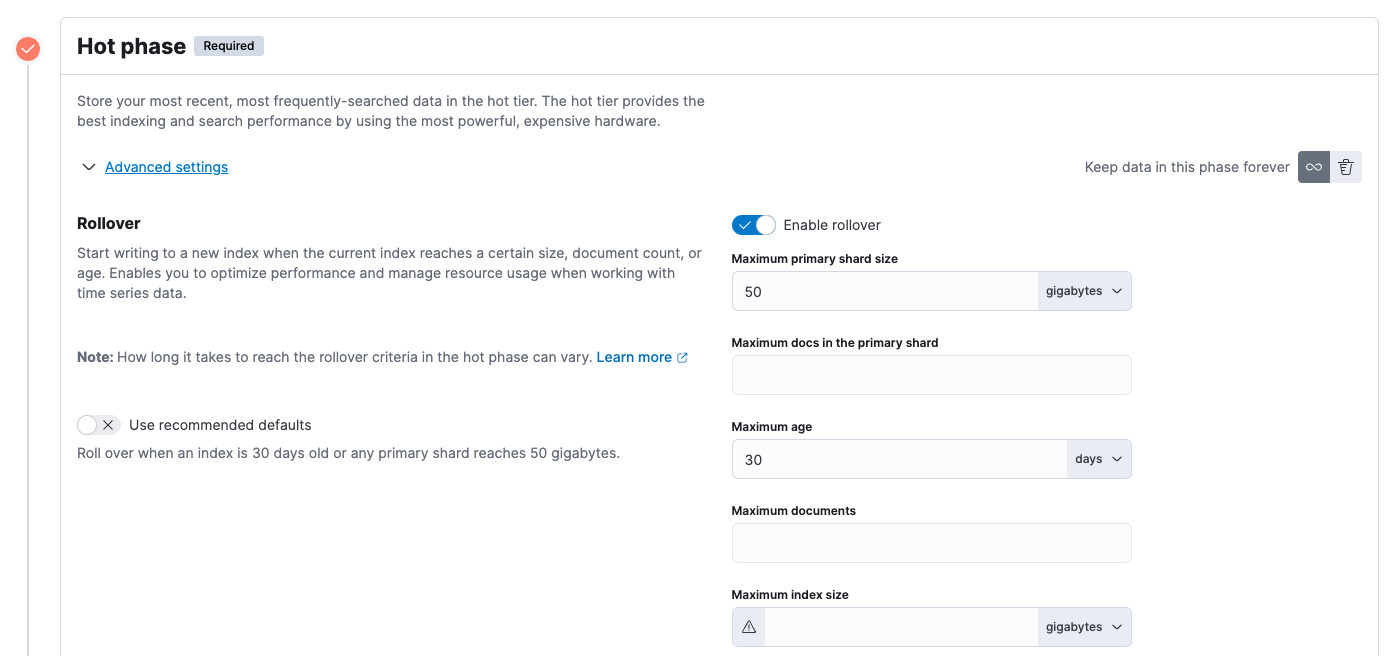 Hot phase Required
Store your most recent, most frequently-searched data in the hot tier. The hot tier provides the
best indexing and search performance by using the most powerful, expensive hardware.
Advanced settings
Keep data in this phase forever
Rollover
Start writing to a new index when the current index reaches a certain size, document count, or
age. Enables you to optimize performance and manage resource usage when working with
time series data.
Note: How long it takes to reach the rollover criteria in the hot phase can vary. Learn more
Use recommended defaults
Roll over when an index is 30 days old or any primary shard reaches 50 gigabytes.
Enable rollover
Maximum primary shard size
50 gigabytes
Maximum docs in the primary shard
Maximum age
30 days
Maximum documents
Maximum index size
gigabytes